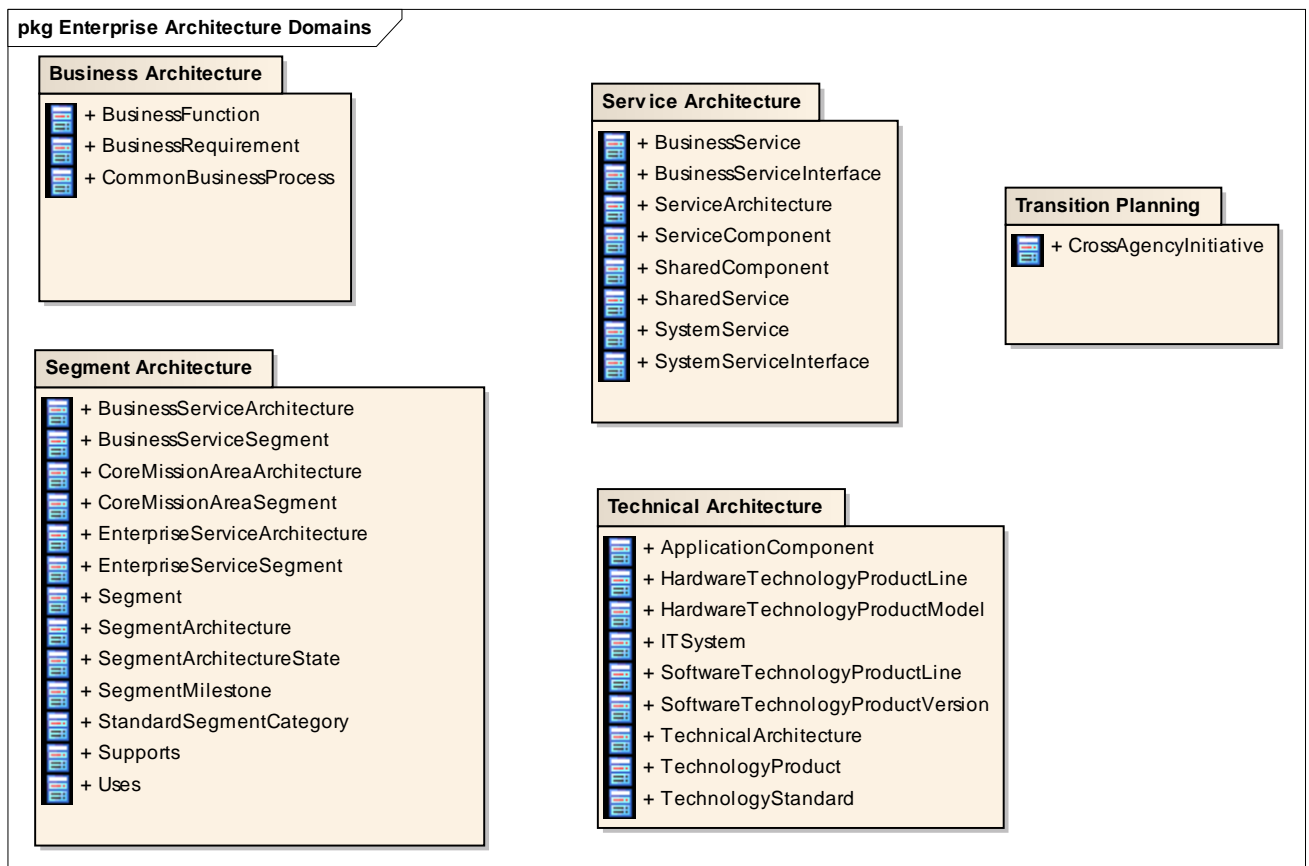 pkg Enterprise Architecture Domains
Business Architecture
+ BusinessFunction
+ BusinessRequirement
+ CommonBusinessProcess
Service Architecture
+ BusinessService
+ BusinessServiceInterface
+ ServiceArchitecture
+ ServiceComponent
+ SharedComponent
+ SharedService
+ SystemService
+ SystemServiceInterface
Transition Planning
+ CrossAgencyInitiative
Segment Architecture
+ BusinessServiceArchitecture
+ BusinessServiceSegment
+ CoreMissionAreaArchitecture
+ CoreMissionAreaSegment
+ EnterpriseServiceArchitecture
+ EnterpriseServiceSegment
+ Segment
+ SegmentArchitecture
+ SegmentArchitectureState
+ SegmentMilestone
+ StandardSegmentCategory
+ Supports
+ Uses
Technical Architecture
+ ApplicationComponent
+ HardwareTechnologyProductLine
+ HardwareTechnologyProductModel
+ ITSystem
+ SoftwareTechnologyProductLine
+ SoftwareTechnologyProductVersion
+ TechnicalArchitecture
+ TechnologyProduct
+ TechnologyStandard